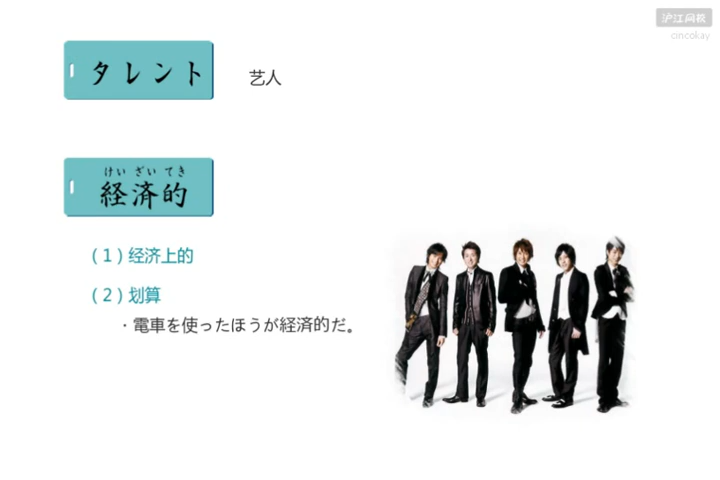 沪江网校
cincokay
タレント
艺人
けいざいてき
経済的
（1）经济上的
（2）划算
・電車を使ったほうが経済的だ。